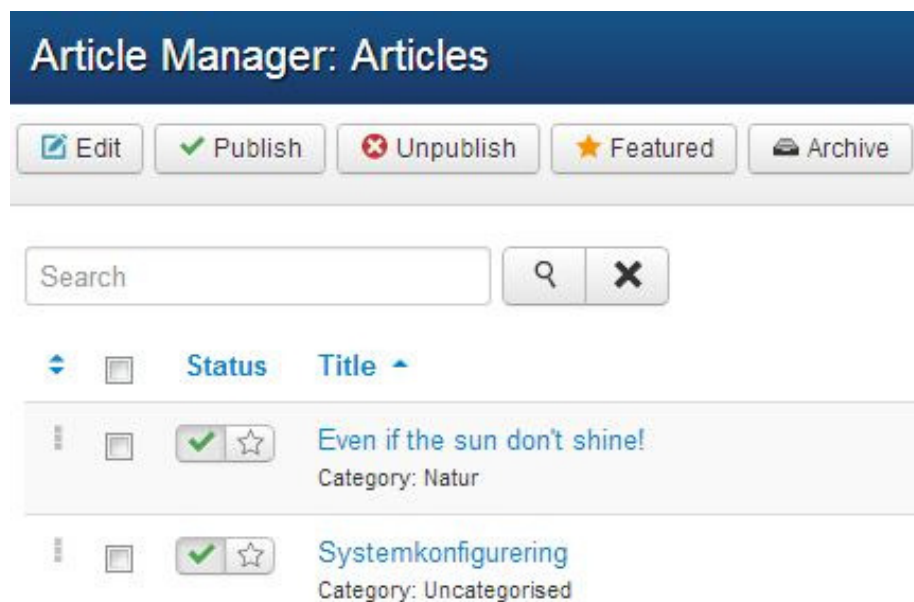 Article Manager: Articles
Edit Publish Unpublish Featured Archive
Search
Status Title
Even if the sun don't shine!
Category: Natur
Systemkonfigurering
Category: Uncategorised